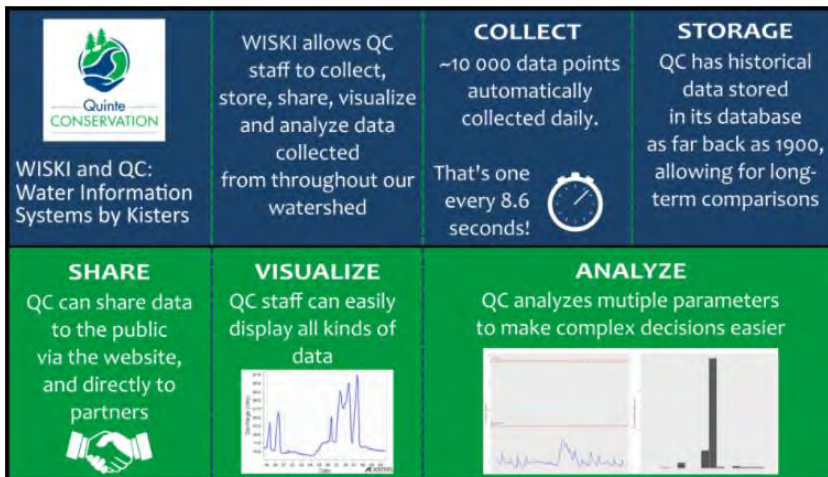 Quinte
CONSERVATION
WISKI and QC:
Water Information
Systems by Kisters
WISKI allows QC
staff to collect,
store, share, visualize
and analyze data
collected
from throughout our
watershed
COLLECT
~10 000 data points
automatically
collected daily.
That's one
every 8.6
seconds!
STORAGE
QC has historical
data stored
in its database
as far back as 1900,
allowing for long-
term comparisons
SHARE
QC can share data
to the public
via the website,
and directly to
partners
VISUALIZE
QC staff can easily
display all kinds of
data
KISTERS
ANALYZE
QC analyzes mutiple parameters
to make complex decisions easier